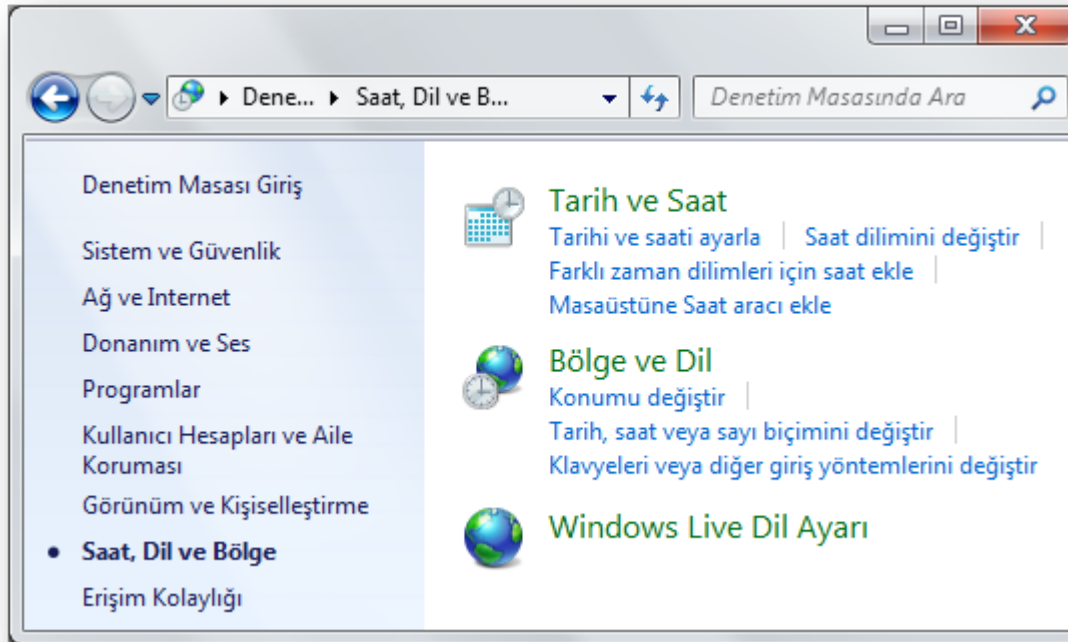 Dene... Saat, Dil ve B...
Denetim Masasında Ara
Denetim Masası Giriş
Sistem ve Güvenlik
Ağ ve Internet
Donanım ve Ses
Programlar
Kullanıcı Hesapları ve Aile
Koruması
Görünüm ve Kişiselleştirme
Saat, Dil ve Bölge
Erişim Kolaylığı
Tarih ve Saat
Tarihi ve saati ayarla Saat dilimini değiştir
Farklı zaman dilimleri için saat ekle
Masaüstüne Saat aracı ekle
Bölge ve Dil
Konumu değiştir
Tarih, saat veya sayı biçimini değiştir
Klavyeleri veya diğer giriş yöntemlerini değiştir
Windows Live Dil Ayarı